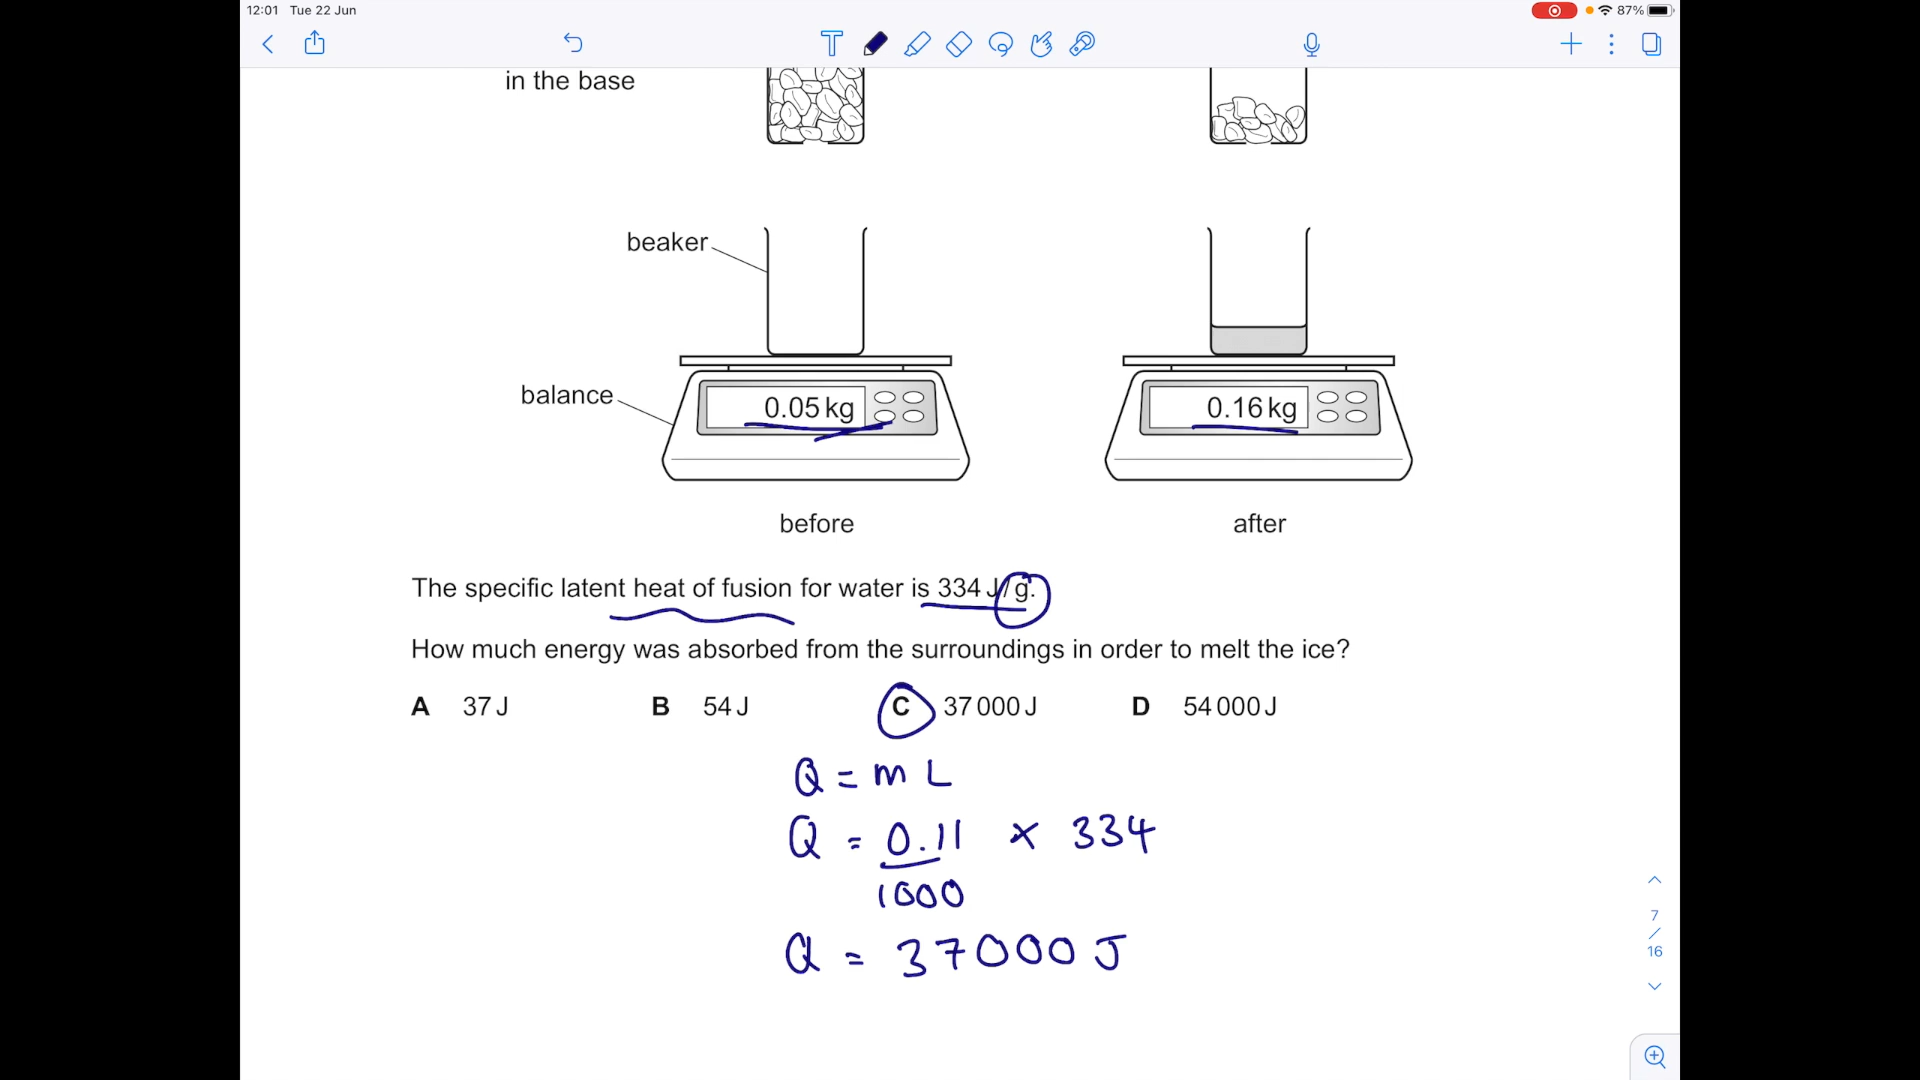 12:01 Tue 22 Jun
87%
in the base
beaker
balance
0.05 kg
0.16 kg
before
after
The specific latent heat of fusion for water is 334 J/g.
How much energy was absorbed from the surroundings in order to melt the ice?
A 37 J B 54 J C 37 000 J D 54 000 J
Q = m L
Q = 0.11 × 334
1000
Q = 37000 J
7
/
16